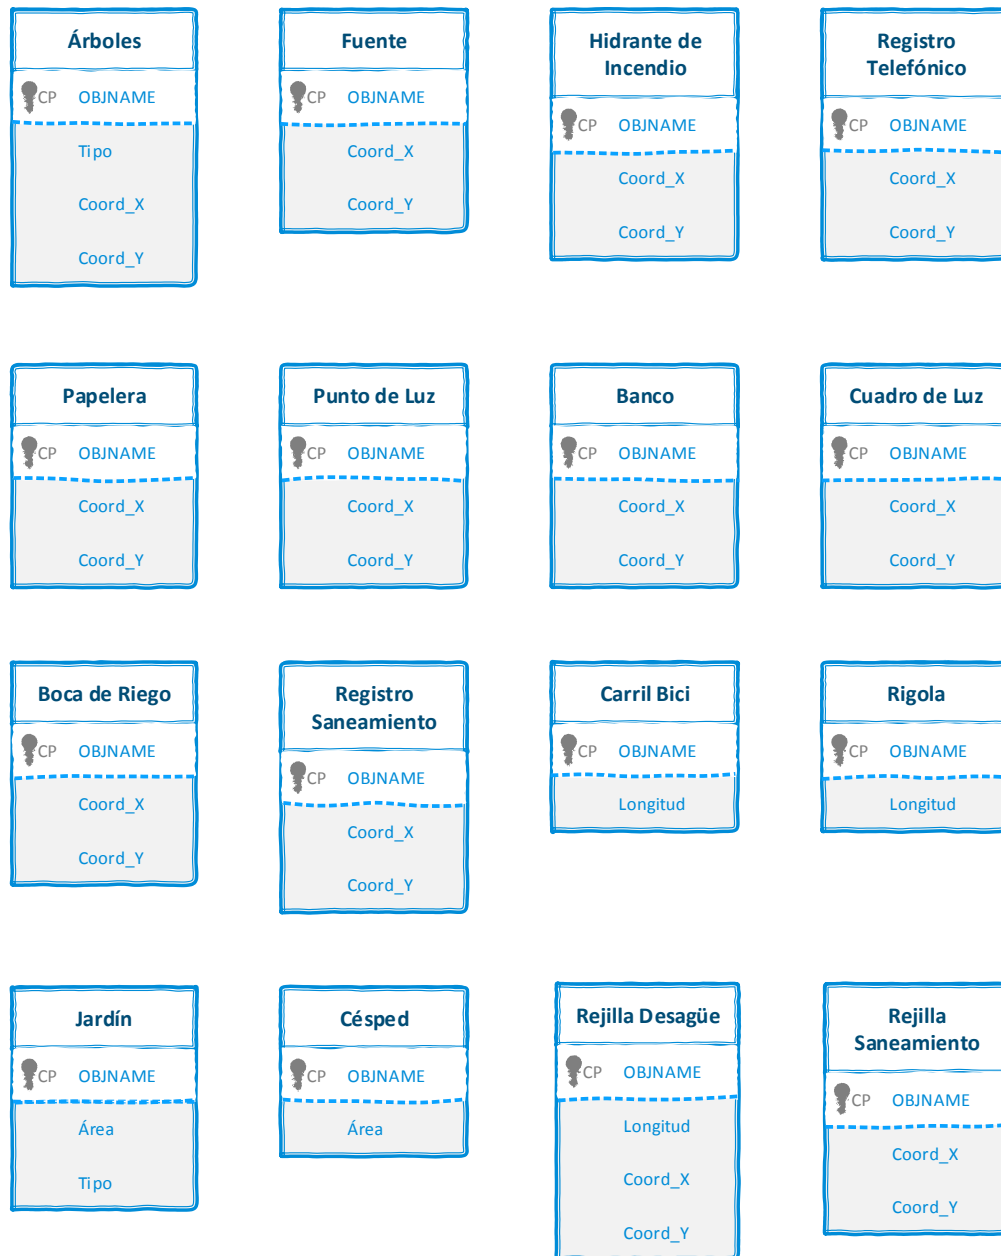 Árboles
CP OBJNAME
Tipo
Coord_X
Coord_Y
Fuente
CP OBJNAME
Coord_X
Coord_Y
Hidrante de
Incendio
CP OBJNAME
Coord_X
Coord_Y
Registro
Telefónico
CP OBJNAME
Coord_X
Coord_Y
Papelera
CP OBJNAME
Coord_X
Coord_Y
Punto de Luz
CP OBJNAME
Coord_X
Coord_Y
Banco
CP OBJNAME
Coord_X
Coord_Y
Cuadro de Luz
CP OBJNAME
Coord_X
Coord_Y
Boca de Riego
CP OBJNAME
Coord_X
Coord_Y
Registro
Saneamiento
CP OBJNAME
Coord_X
Coord_Y
Carril Bici
CP OBJNAME
Longitud
Rigola
CP OBJNAME
Longitud
Jardín
CP OBJNAME
Área
Tipo
Césped
CP OBJNAME
Área
Rejilla Desagüe
CP OBJNAME
Longitud
Coord_X
Coord_Y
Rejilla
Saneamiento
CP OBJNAME
Coord_X
Coord_Y